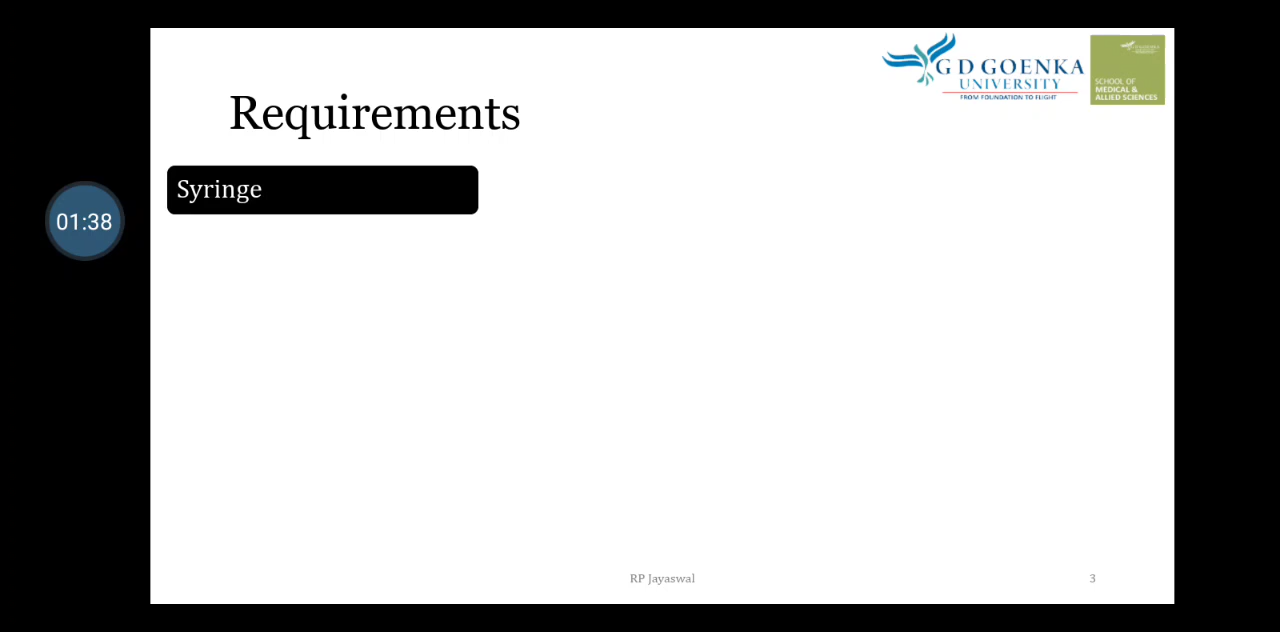 G D GOENKA
UNIVERSITY
FROM FOUNDATION TO FLIGHT
SCHOOL OF
MEDICAL &
ALLIED SCIENCES
Requirements
Syringe
01:38
RP Jayaswal
3